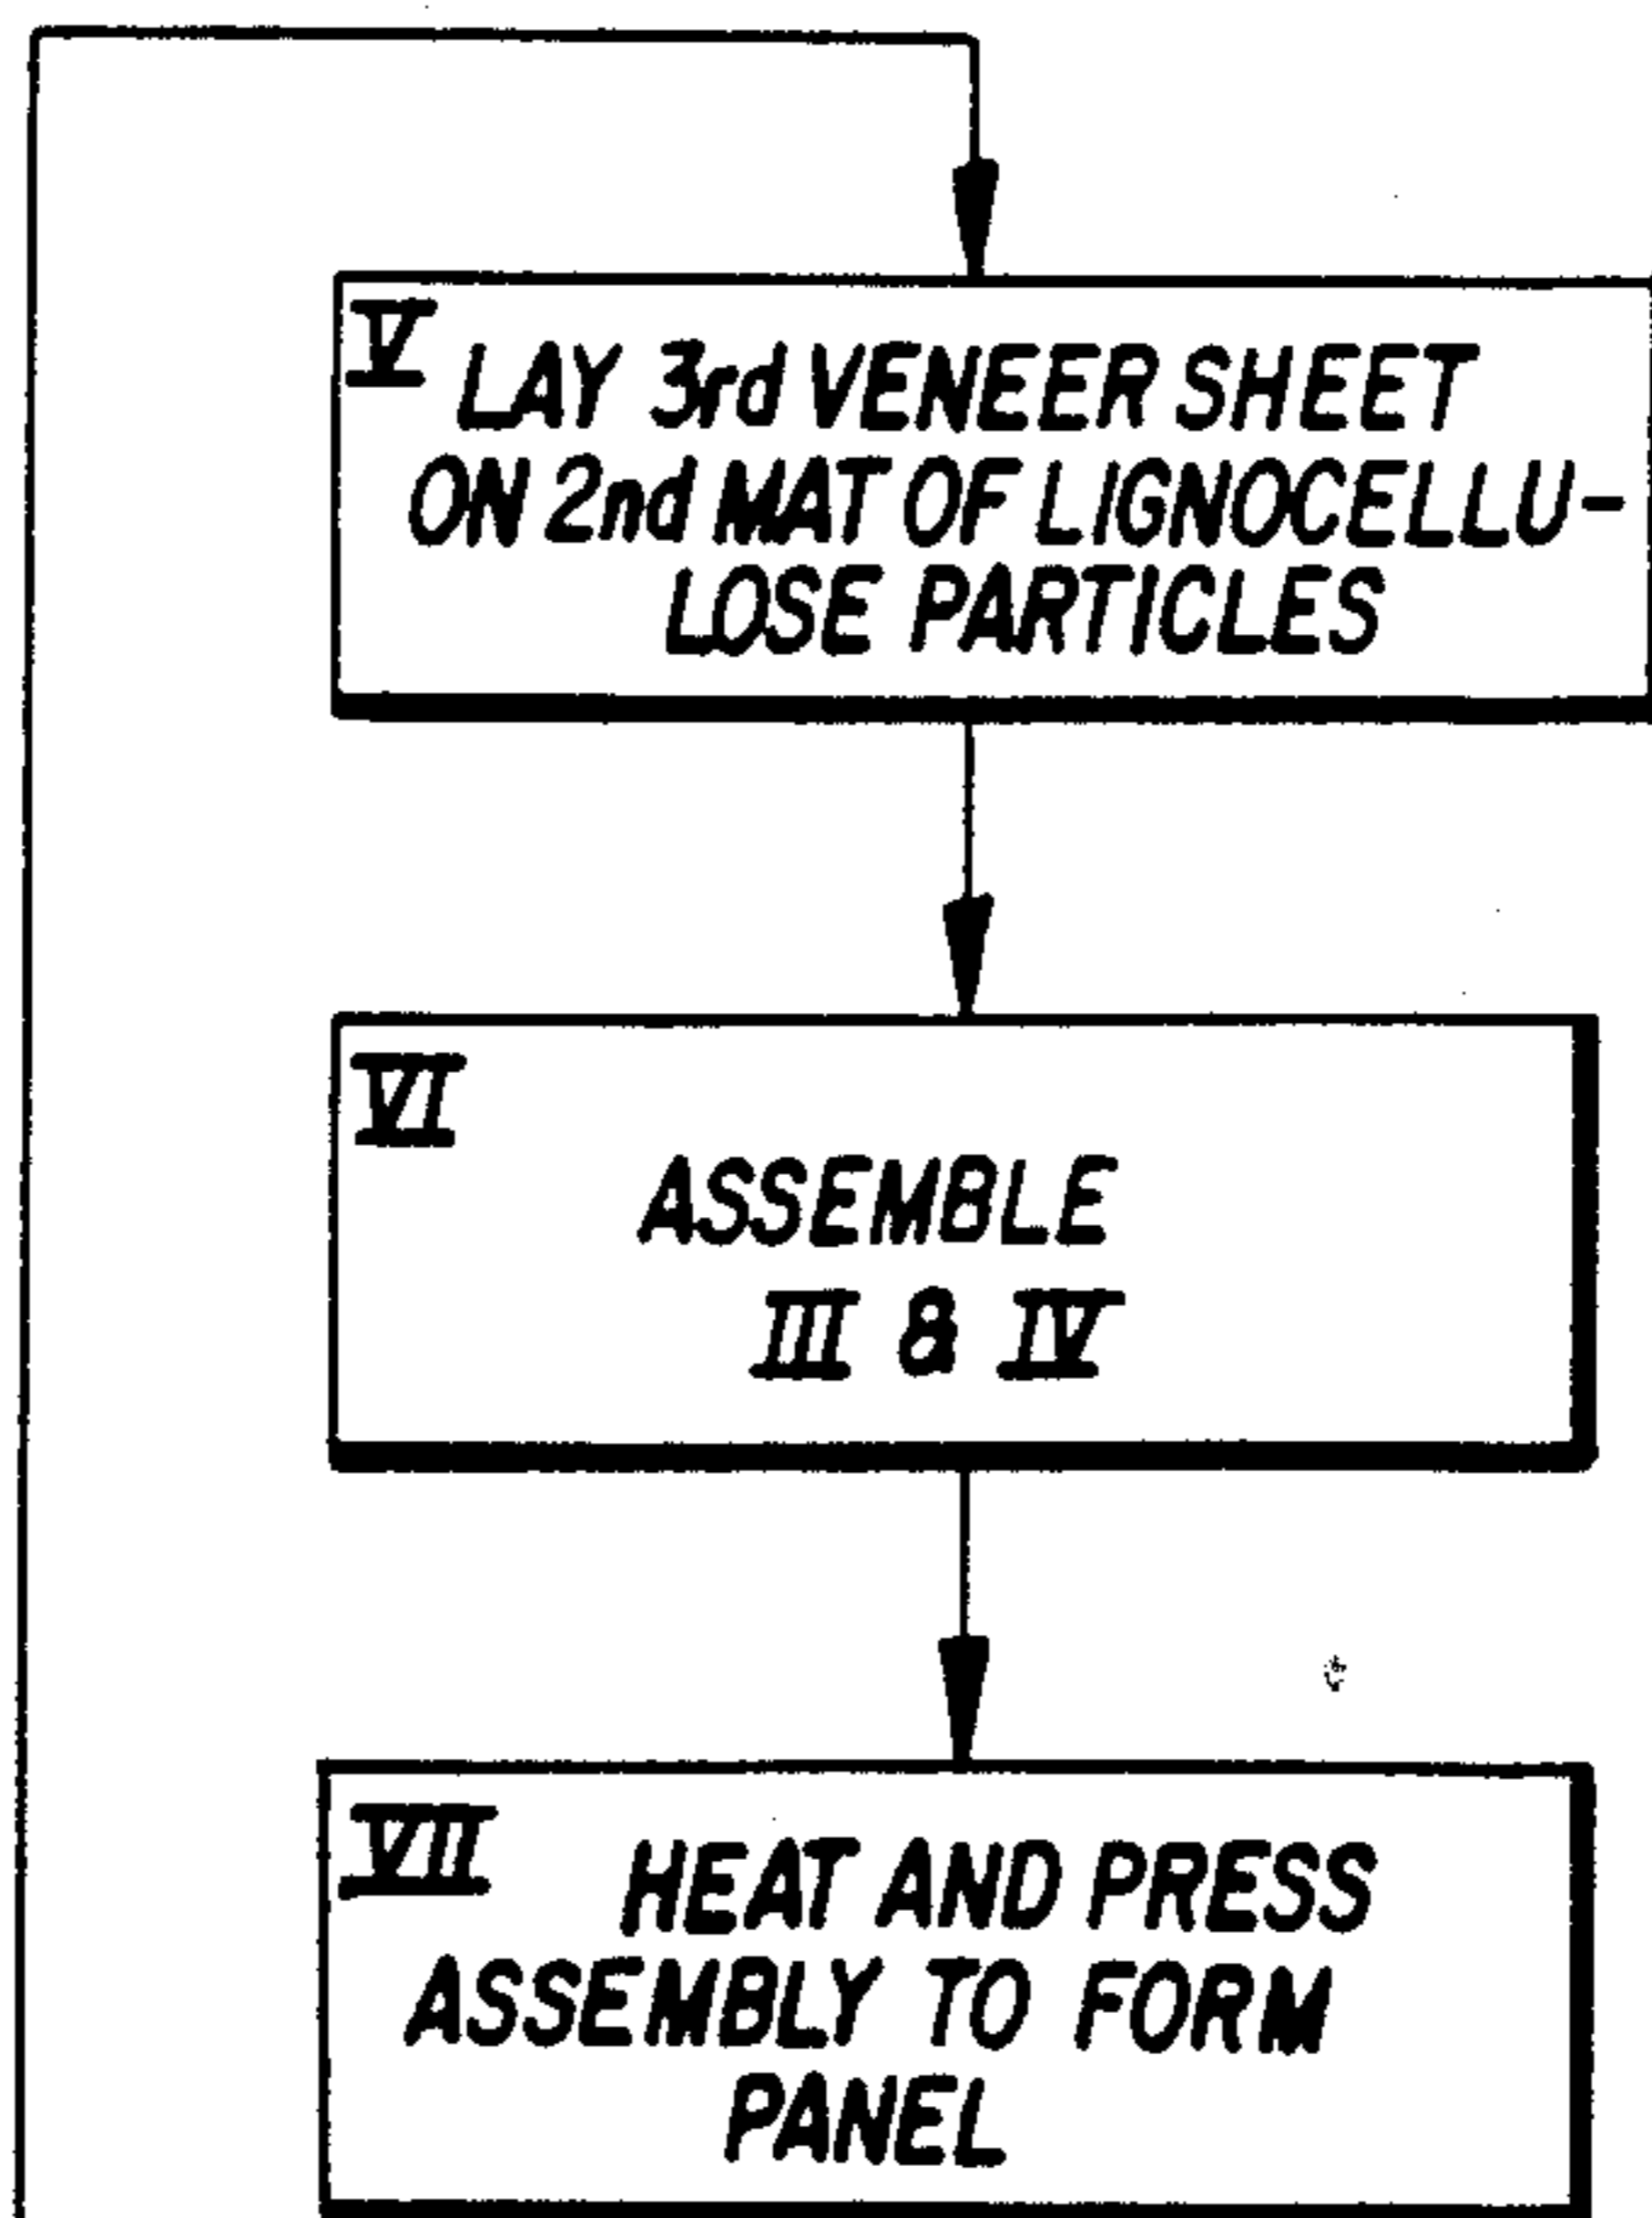 V
LAY 3rd VENEER SHEET
ON 2nd MAT OF LIGNOCELLU-
LOSE PARTICLES
VI
ASSEMBLE
III & IV
VII
HEAT AND PRESS
ASSEMBLY TO FORM
PANEL